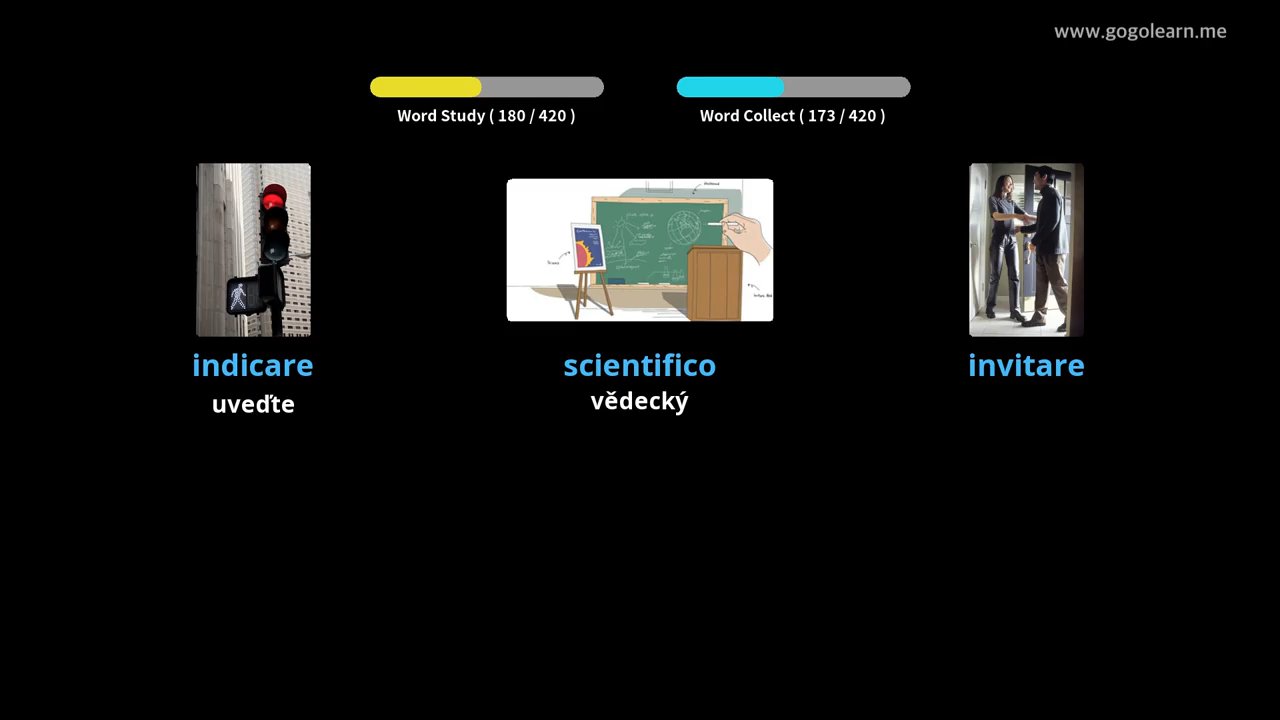 www.gogolearn.me
Word Study ( 180 / 420 )
Word Collect ( 173 / 420 )
indicare
uveďte
scientifico
vědecký
invitare